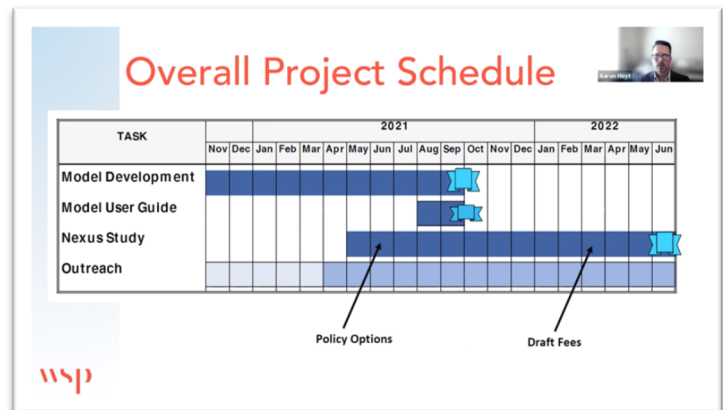 Overall Project Schedule
Aaron Hoyt
TASK
2021
2022
Nov Dec Jan Feb Mar Apr May Jun Jul Aug Sep Oct Nov Dec Jan Feb Mar Apr May Jun
Model Development
Model User Guide
Nexus Study
Outreach
Policy Options
Draft Fees
wsp